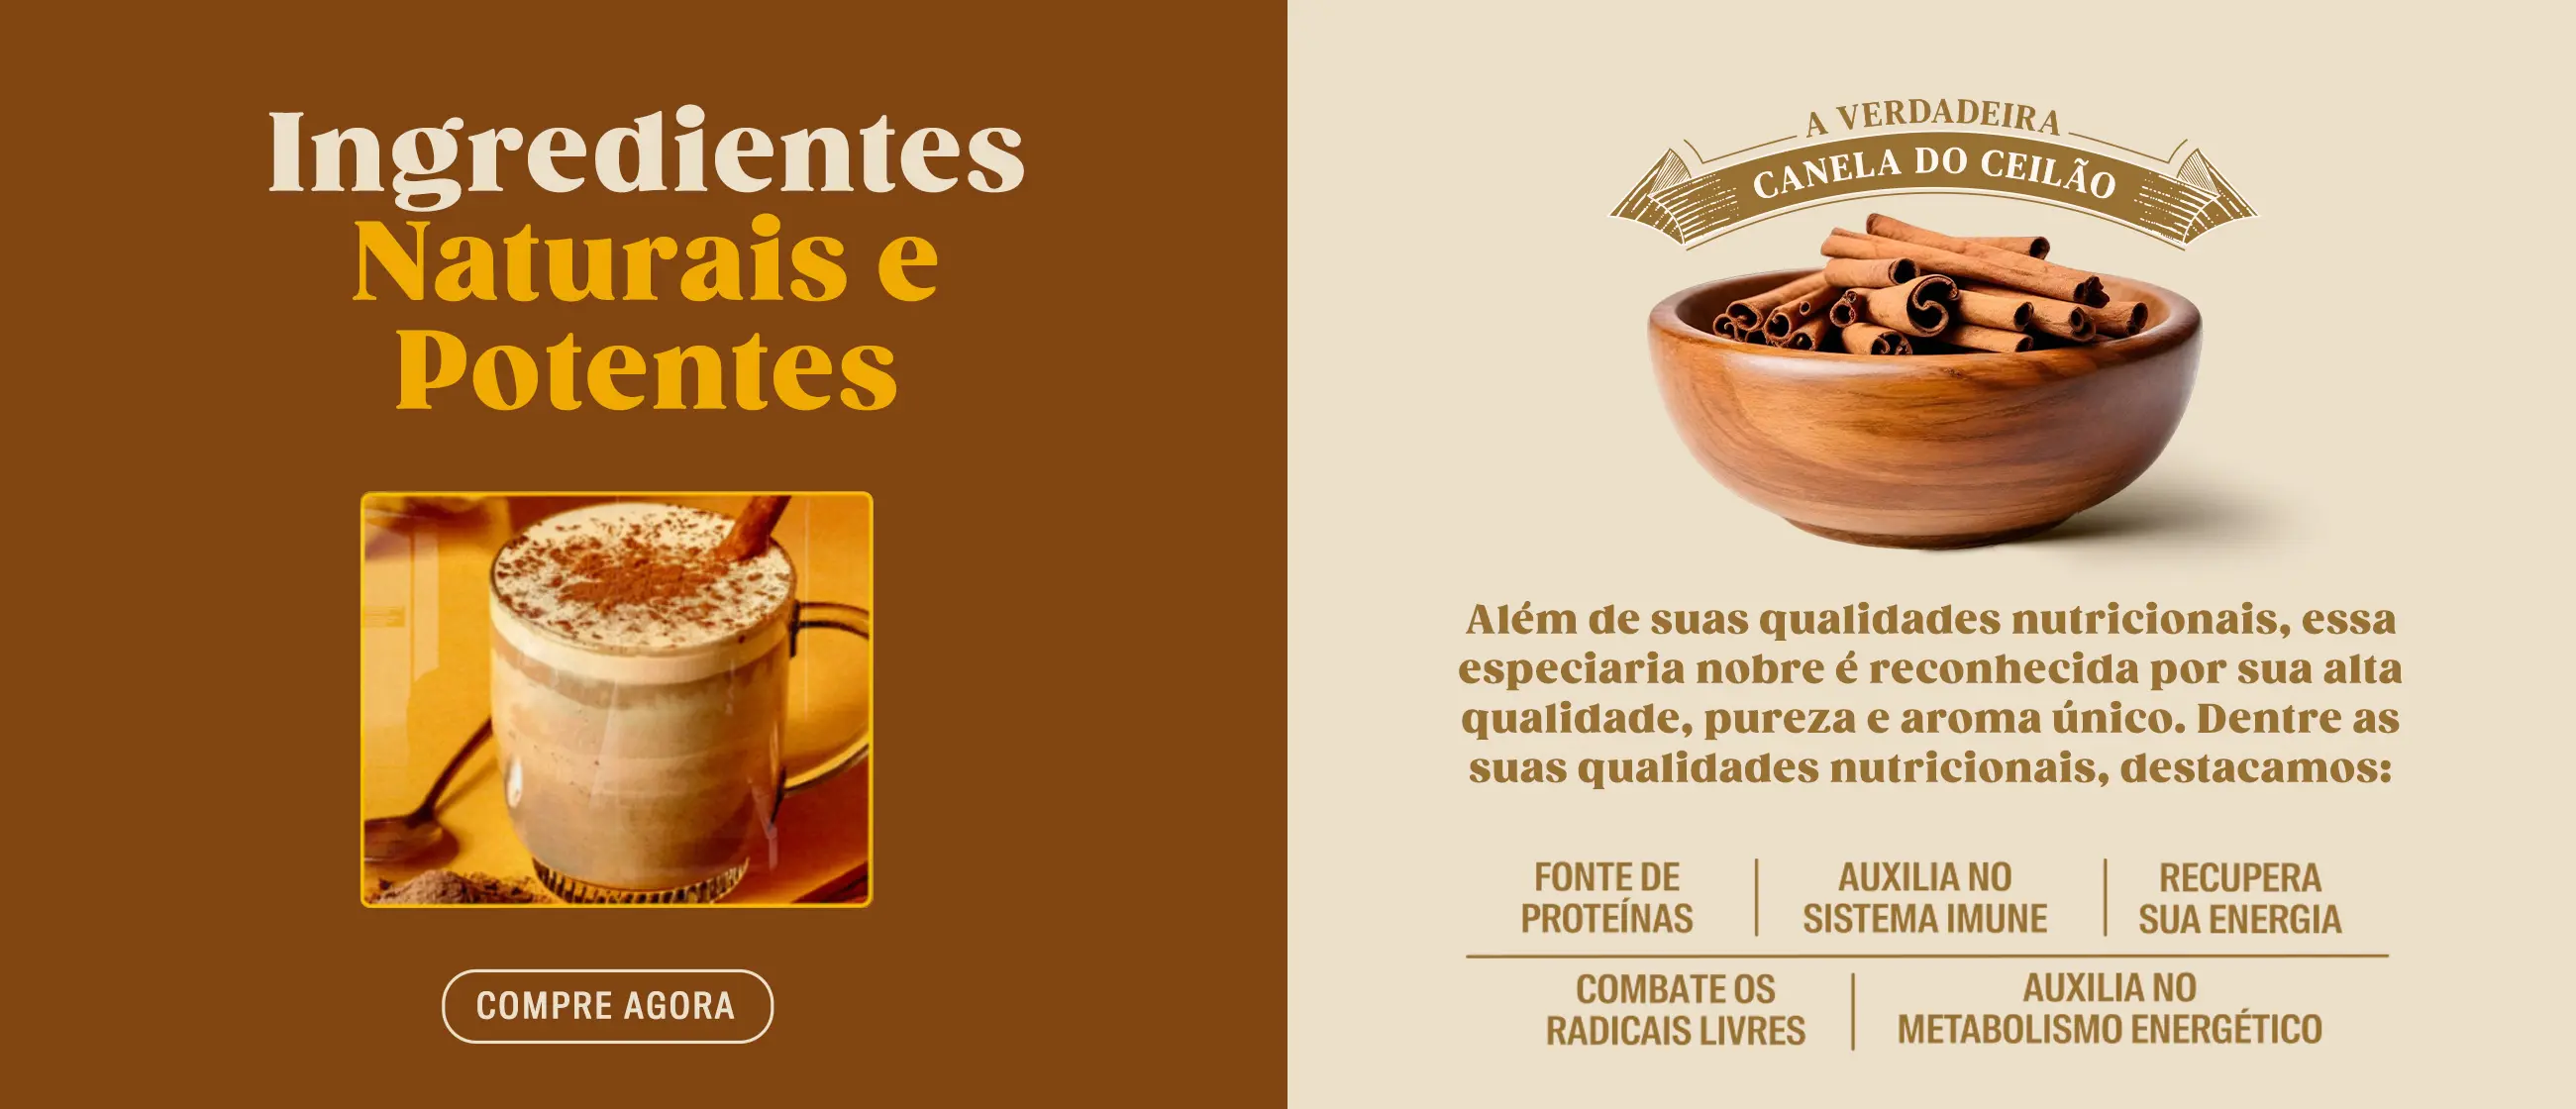 Ingredientes
Naturais e
Potentes
COMPRE AGORA
A VERDADEIRA
CANELA DO CEILÃO
Além de suas qualidades nutricionais, essa
especiaria nobre é reconhecida por sua alta
qualidade, pureza e aroma único. Dentre as
suas qualidades nutricionais, destacamos:
FONTE DE
PROTEÍNAS
AUXILIA NO
SISTEMA IMUNE
RECUPERA
SUA ENERGIA
COMBATE OS
RADICAIS LIVRES
AUXILIA NO
METABOLISMO ENERGÉTICO